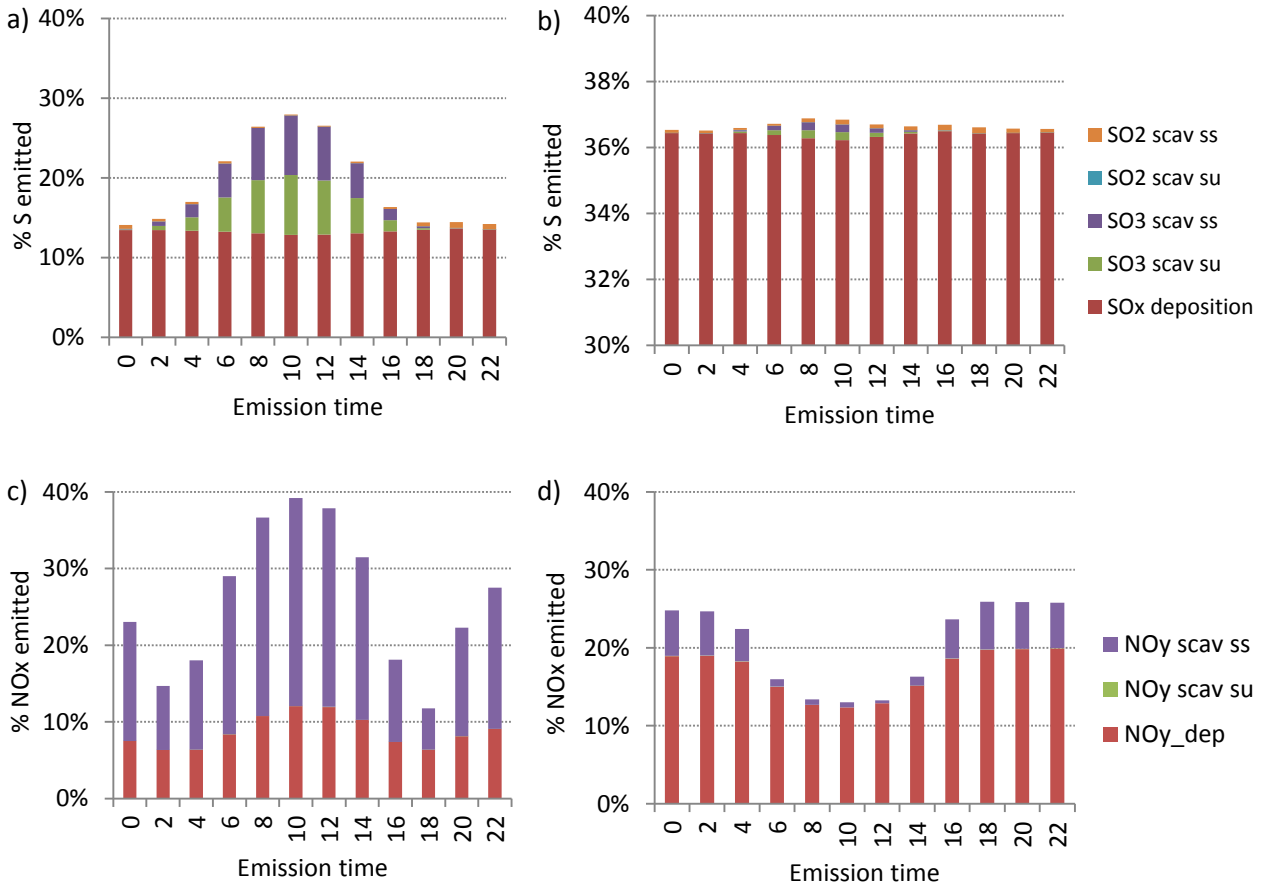 a)
40%
30%
20%
10%
0%
% S emitted
0 2 4 6 8 10 12 14 16 18 20 22
Emission time
b)
40%
38%
36%
34%
32%
30%
% S emitted
0 2 4 6 8 10 12 14 16 18 20 22
Emission time
SO2 scav ss
SO2 scav su
SO3 scav ss
SO3 scav su
SOx deposition
c)
40%
30%
20%
10%
0%
% NOx emitted
0 2 4 6 8 10 12 14 16 18 20 22
Emission time
d)
40%
30%
20%
10%
0%
% NOx emitted
0 2 4 6 8 10 12 14 16 18 20 22
Emission time
NOy scav ss
NOy scav su
NOy_dep